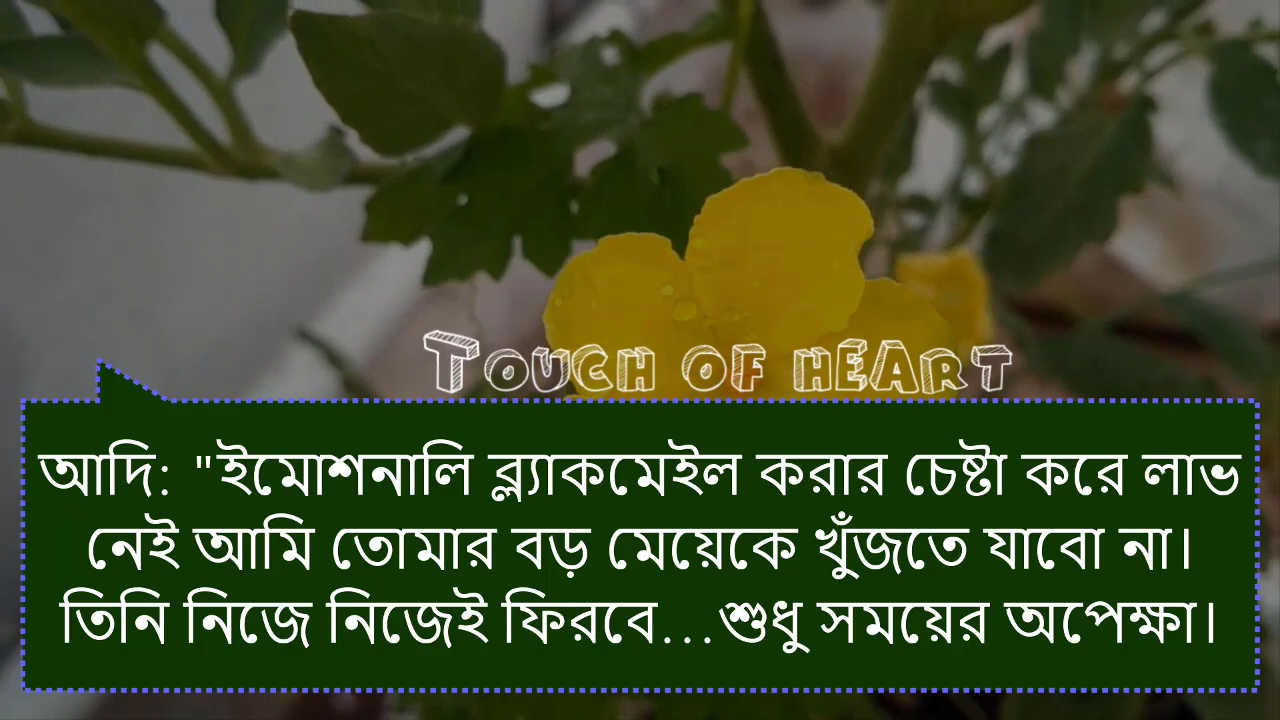 Touch of heart
আদি: "ইমোশনালি ব্ল্যাকমেইল করার চেষ্টা করে লাভ
নেই আমি তোমার বড় মেয়েকে খুঁজতে যাবো না।
তিনি নিজে নিজেই ফিরবে...শুধু সময়ের অপেক্ষা।